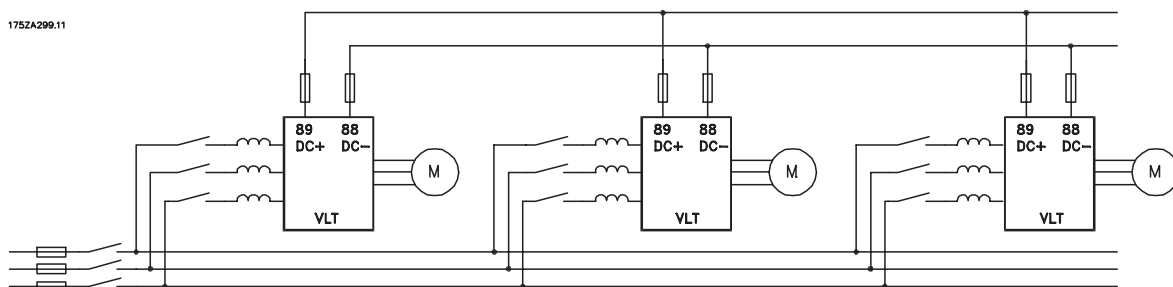 175ZA299.11
89 88
DC+ DC-
VLT
M
89 88
DC+ DC-
VLT
M
89 88
DC+ DC-
VLT
M